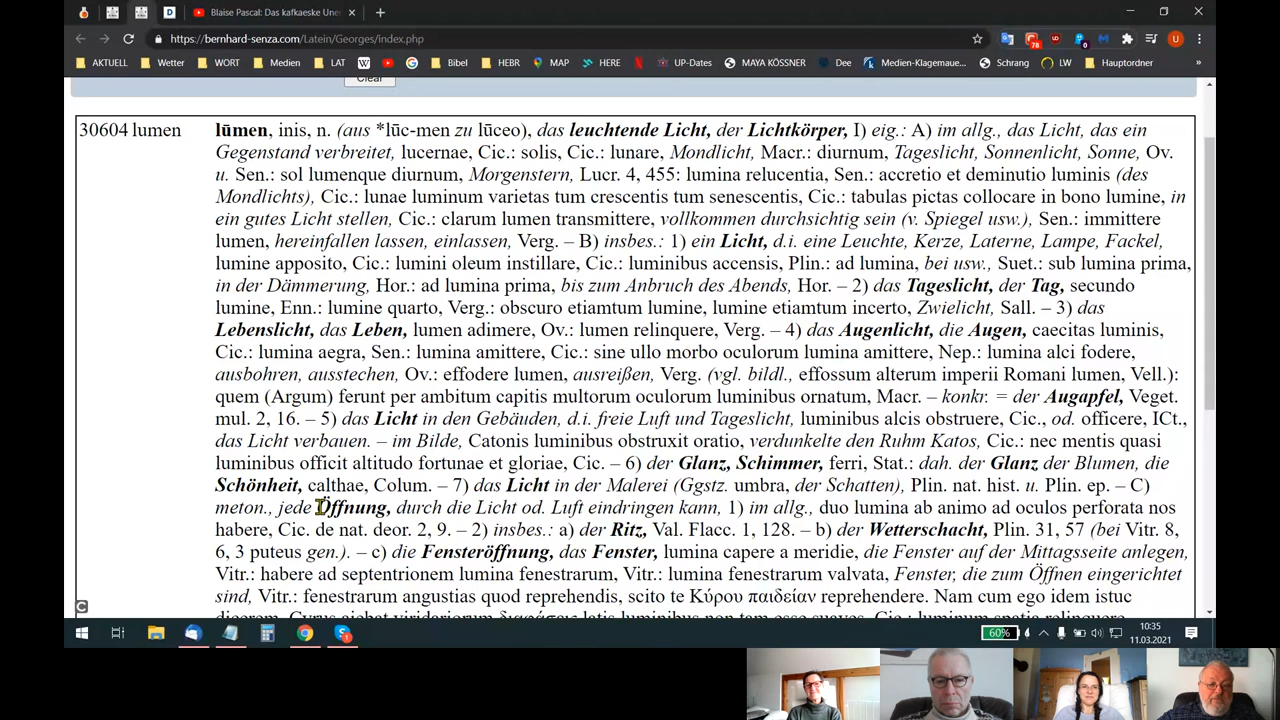 Blaise Pascal: Das kafkaeske Une
https://bernhard-senza.com/Latein/Georges/index.php
AKTUELL Wetter WORT Medien LAT Bibel HEBR MAP HERE UP-Dates MAYA KÖSSNER Dee Medien-Klagemaue... Schrang LW Hauptordner
Clear
30604 lumen
lūmen, inis, n. (aus *lūc-men zu lūceo), das leuchtende Licht, der Lichtkörper, I) eig.: A) im allg., das Licht, das ein
Gegenstand verbreitet, lucernae, Cic.: solis, Cic.: lunare, Mondlicht, Macr.: diurnum, Tageslicht, Sonnenlicht, Sonne, Ov.
u. Sen.: sol lumenque diurnum, Morgenstern, Lucr. 4, 455: lumina relucentia, Sen.: accretio et deminutio luminis (des
Mondlichts), Cic.: lunae luminum varietas tum crescentis tum senescentis, Cic.: tabulas pictas collocare in bono lumine, in
ein gutes Licht stellen, Cic.: clarum lumen transmittere, vollkommen durchsichtig sein (v. Spiegel usw.), Sen.: immittere
lumen, hereinfallen lassen, einlassen, Verg. – B) insbes.: 1) ein Licht, d.i. eine Leuchte, Kerze, Laterne, Lampe, Fackel,
lumine apposito, Cic.: lumini oleum instillare, Cic.: luminibus accensis, Plin.: ad lumina, bei usw., Suet.: sub lumina prima,
in der Dämmerung, Hor.: ad lumina prima, bis zum Anbruch des Abends, Hor. – 2) das Tageslicht, der Tag, secundo
lumine, Enn.: lumine quarto, Verg.: obscuro etiamtum lumine, lumine etiamtum incerto, Zwielicht, Sall. – 3) das
Lebenslicht, das Leben, lumen adimere, Ov.: lumen relinquere, Verg. – 4) das Augenlicht, die Augen, caecitas luminis,
Cic.: lumina aegra, Sen.: lumina amittere, Cic.: sine ullo morbo oculorum lumina amittere, Nep.: lumina alci fodere,
ausbohren, ausstechen, Ov.: effodere lumen, ausreißen, Verg. (vgl. bildl., effossum alterum imperii Romani lumen, Vell.):
quem (Argum) ferunt per ambitum capitis multorum oculorum luminibus ornatum, Macr. – konkr: = der Augapfel, Veget.
mul. 2, 16. – 5) das Licht in den Gebäuden, d.i. freie Luft und Tageslicht, luminibus alcis obstruere, Cic., od. officere, ICt.,
das Licht verbauen. – im Bilde, Catonis luminibus obstruxit oratio, verdunkelte den Ruhm Katos, Cic.: nec mentis quasi
luminibus officit altitudo fortunae et gloriae, Cic. – 6) der Glanz, Schimmer, ferri, Stat.: dah. der Glanz der Blumen, die
Schönheit, calthae, Colum. – 7) das Licht in der Malerei (Ggstz. umbra, der Schatten), Plin. nat. hist. u. Plin. ep. – C)
meton., jede Öffnung, durch die Licht od. Luft eindringen kann, 1) im allg., duo lumina ab animo ad oculos perforata nos
habere, Cic. de nat. deor. 2, 9. – 2) insbes.: a) der Ritz, Val. Flacc. 1, 128. – b) der Wetterschacht, Plin. 31, 57 (bei Vitr. 8,
6, 3 puteus gen.). – c) die Fensteröffnung, das Fenster, lumina capere a meridie, die Fenster auf der Mittagsseite anlegen,
Vitr.: habere ad septentrionem lumina fenestrarum, Vitr.: lumina fenestrarum valvata, Fenster, die zum Öffnen eingerichtet
sind, Vitr.: fenestrarum angustias quod reprehendis, scito te Κύρου παιδείαν reprehendere. Nam cum ego idem istuc
60%
10:35
11.03.2021